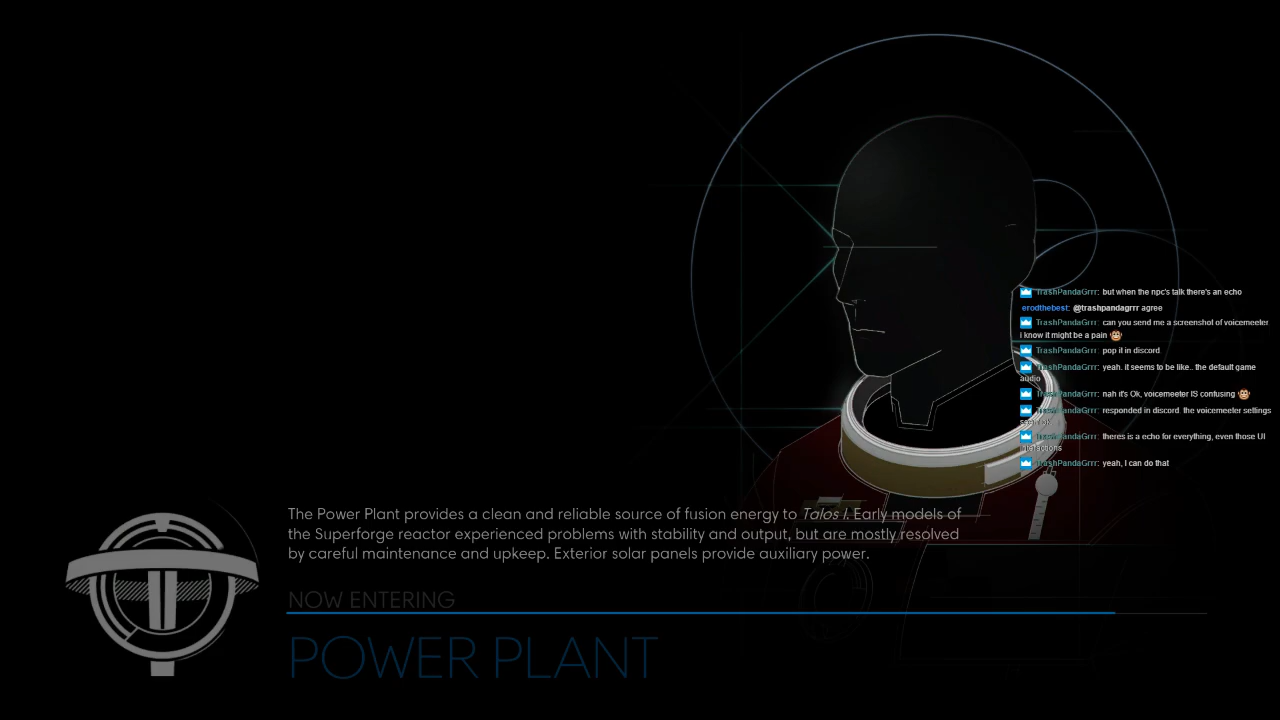 TrashPandaGrrr: but when the npc's talk there's an echo
erodthebest: @trashpandagrrr agree
TrashPandaGrrr: can you send me a screenshot of voicemeeter
i know it might be a pain
TrashPandaGrrr: pop it in discord
TrashPandaGrrr: yeah. it seems to be like.. the default game
audio
TrashPandaGrrr: nah it's Ok, voicemeeter IS confusing
TrashPandaGrrr: responded in discord the voicemeeter settings
TrashPandaGrrr: theres is a echo for everything, even those UI
interactions
TrashPandaGrrr: yeah, I can do that
The Power Plant provides a clean and reliable source of fusion energy to Talos I. Early models of
the Superforge reactor experienced problems with stability and output, but are mostly resolved
by careful maintenance and upkeep. Exterior solar panels provide auxiliary power.
NOW ENTERING
POWER PLANT